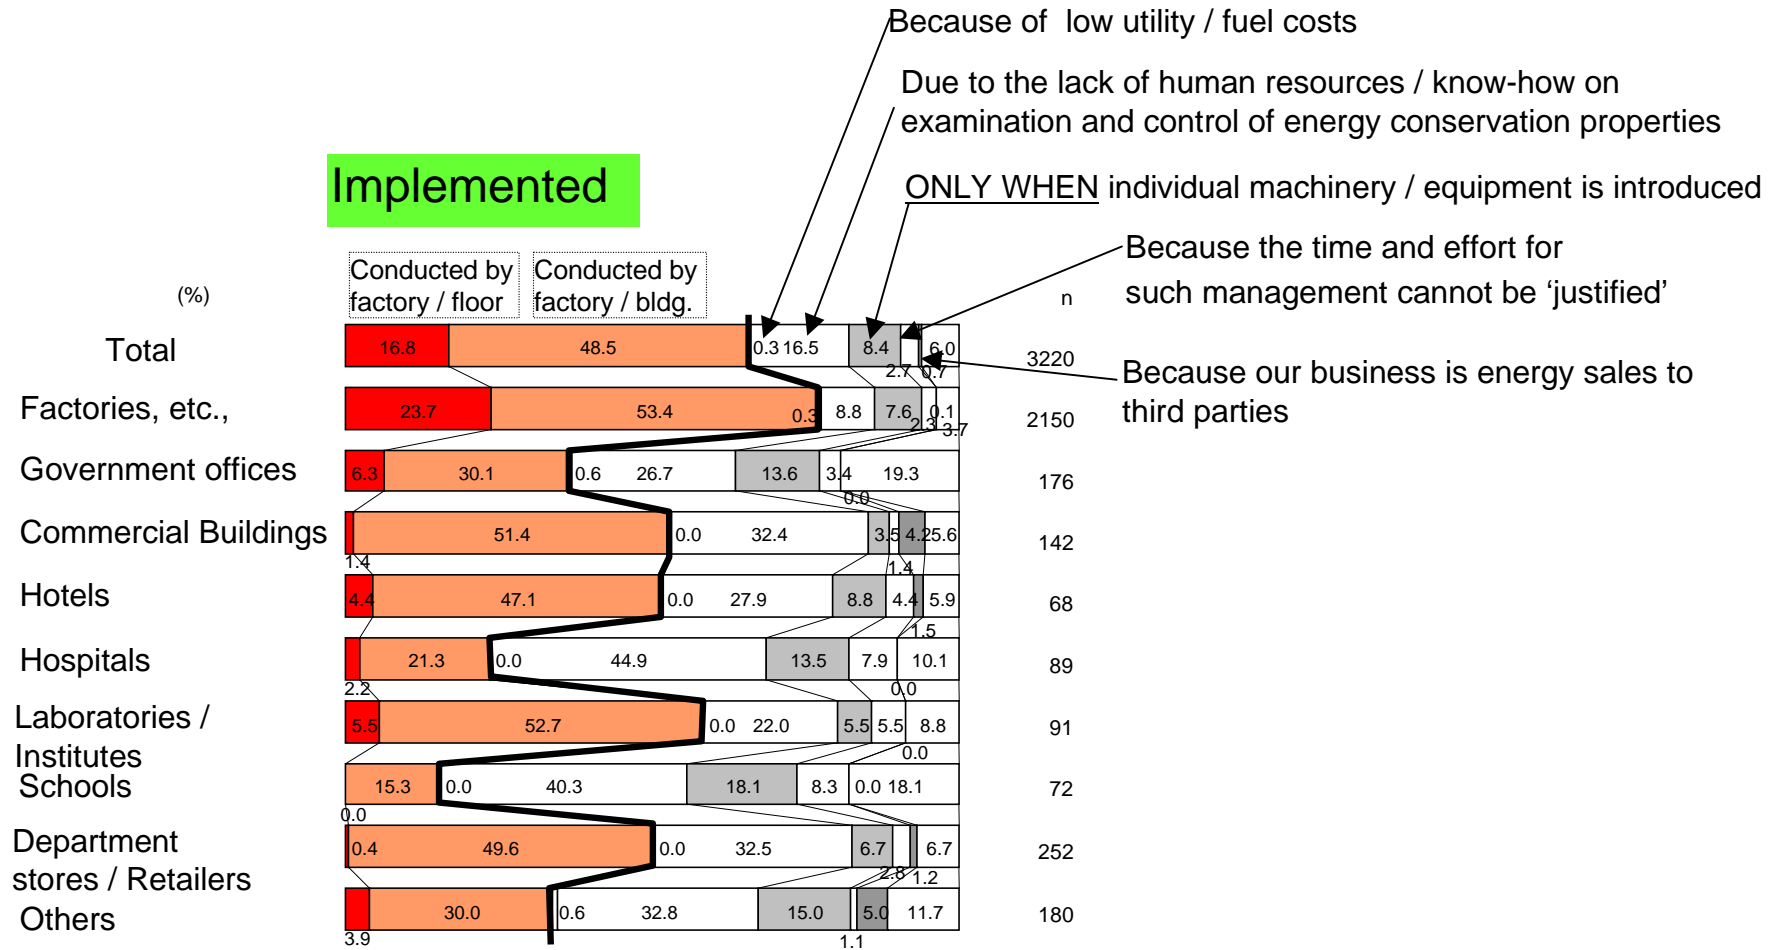 Because of low utility / fuel costs
Due to the lack of human resources / know-how on
examination and control of energy conservation properties
Implemented
ONLY WHEN individual machinery / equipment is introduced
Because the time and effort for
such management cannot be ‘justified’
Conducted by
factory / floor
Conducted by
factory / bldg.
(%)
n
Total
16.8 48.5 0.3 16.5 8.4 6.0
2.7 0.7
3220
Because our business is energy sales to
third parties
Factories, etc.,
23.7 53.4 0.3 8.8 7.6 0.1
2.3 3.7
2150
Government offices
6.3 30.1 0.6 26.7 13.6 3.4 19.3
0.0
176
Commercial Buildings
51.4 0.0 32.4 3.5 4.2 5.6
1.4 1.4
142
Hotels
4.4 47.1 0.0 27.9 8.8 4.4 5.9
1.5
68
Hospitals
21.3 0.0 44.9 13.5 7.9 10.1
2.2 0.0
89
Laboratories /
Institutes
5.5 52.7 0.0 22.0 5.5 5.5 8.8
0.0
91
Schools
15.3 0.0 40.3 18.1 8.3 0.0 18.1
0.0
72
Department
stores / Retailers
0.4 49.6 0.0 32.5 6.7 6.7
2.8 1.2
252
Others
30.0 0.6 32.8 15.0 5.0 11.7
3.9 1.1
180